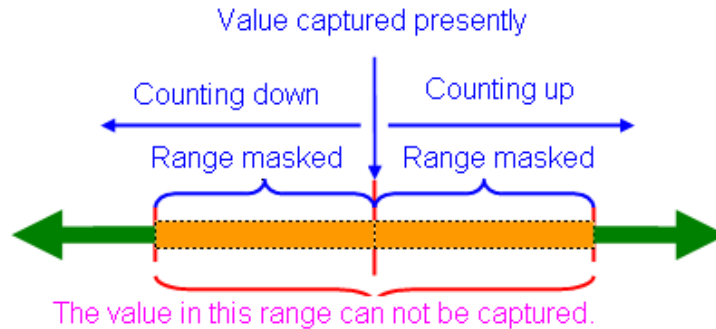 Value captured presently
Counting down
Counting up
Range masked
Range masked
The value in this range can not be captured.